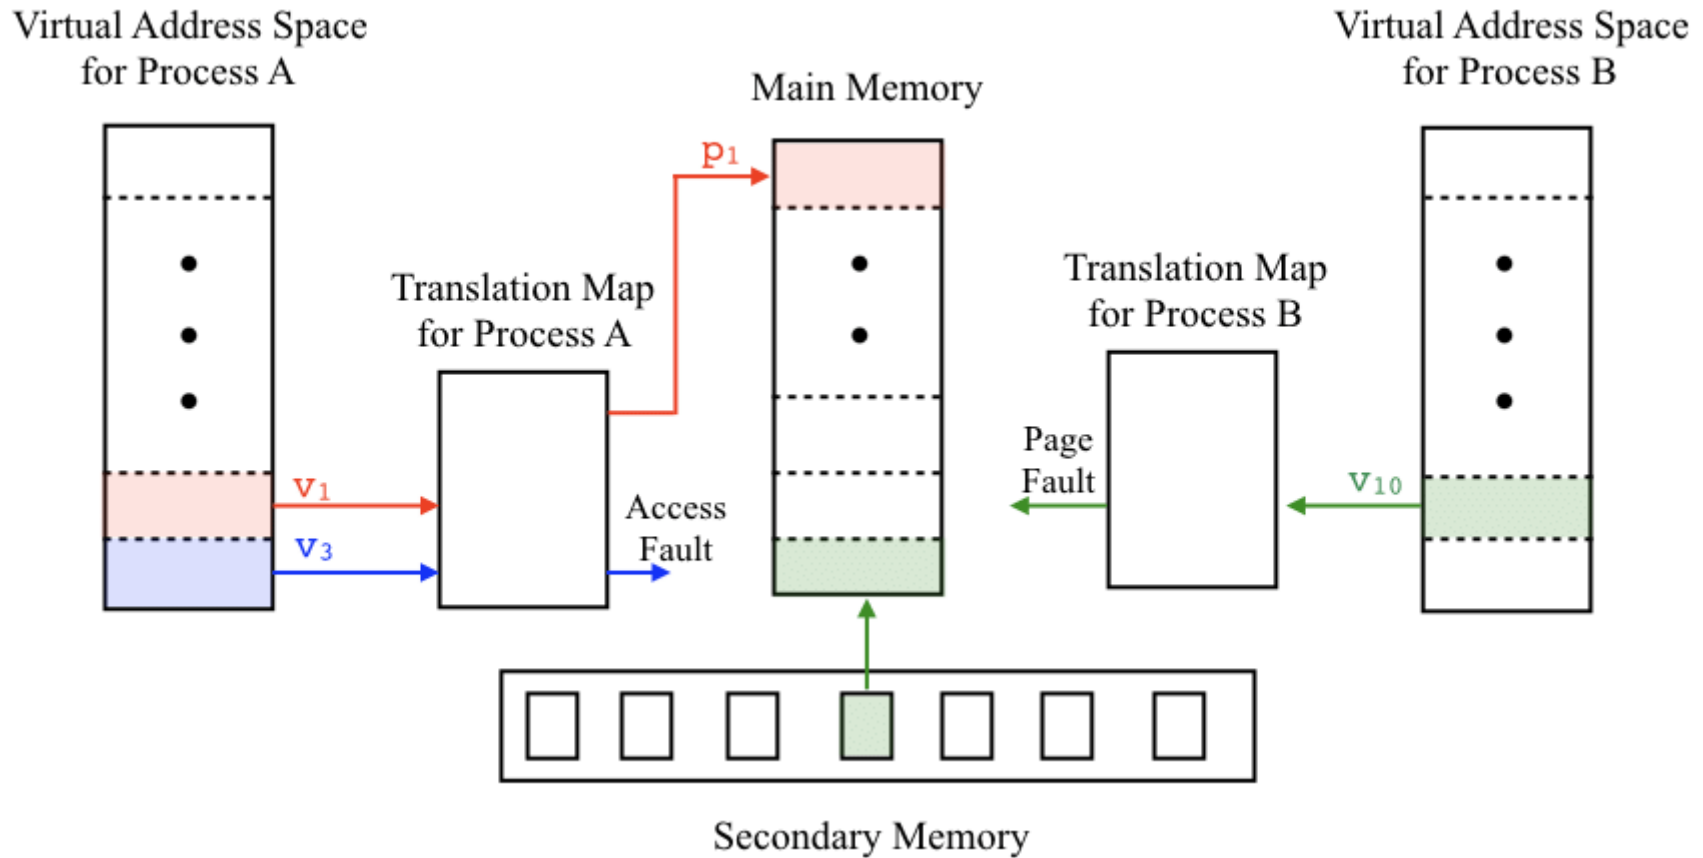 Virtual Address Space
for Process A
Main Memory
Virtual Address Space
for Process B
p1
Translation Map
for Process A
Translation Map
for Process B
v1
v3
Access
Fault
Page
Fault
v10
Secondary Memory